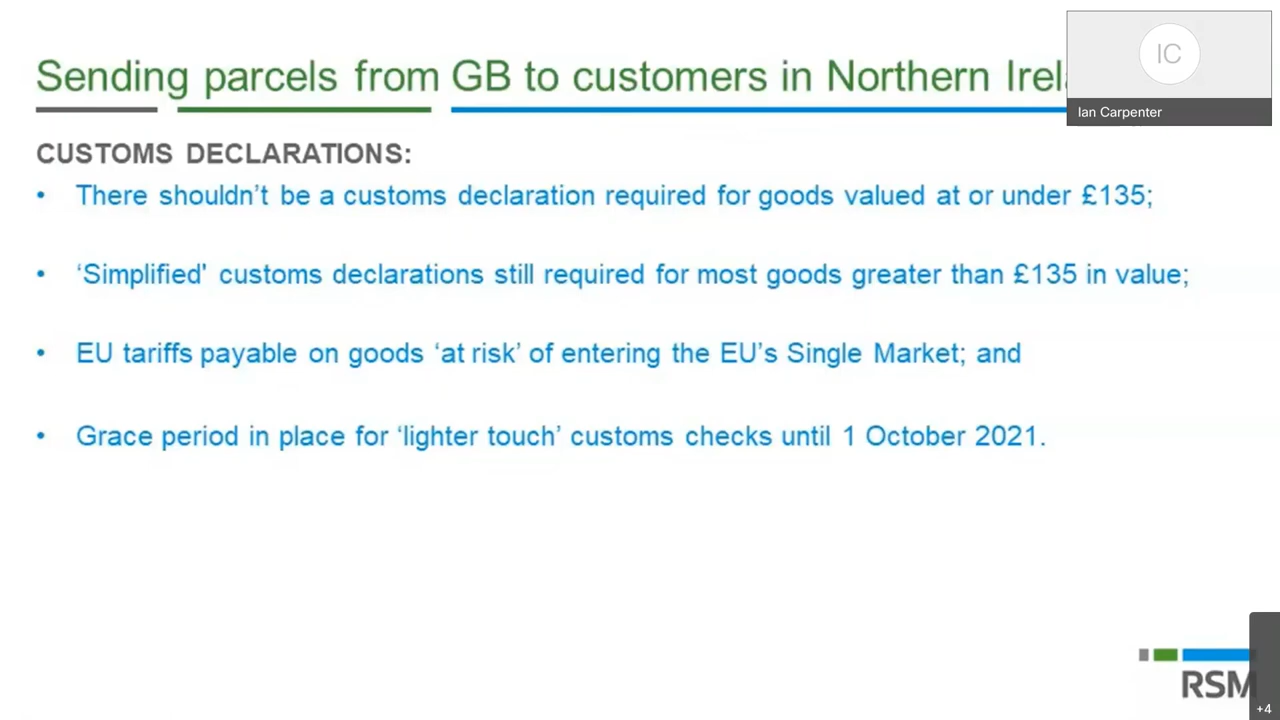 Sending parcels from GB to customers in Northern Irel
IC
Ian Carpenter
CUSTOMS DECLARATIONS:
• There shouldn’t be a customs declaration required for goods valued at or under £135;
• ‘Simplified' customs declarations still required for most goods greater than £135 in value;
• EU tariffs payable on goods ‘at risk’ of entering the EU’s Single Market; and
• Grace period in place for ‘lighter touch’ customs checks until 1 October 2021.
RSM
+4